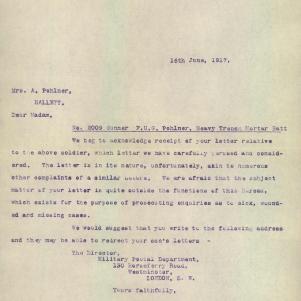 16th June, 1917.
Mrs. A. Pehlner,
HALLETT.
Dear Madam,
No. 2009 Gunner F.U.G. Pehlner, Heavy Trench Mortar Batt
We beg to acknowledge receipt of your letter relative
to the above soldier, which letter we have carefully perused and consid-
ered. The letter is in its nature, unfortunately, akin to numerous
other complaints of a similar nature. We are afraid that the subject
matter of your letter is quite outside the functions of this Bureau,
which exists for the purpose of prosecuting enquiries as to sick, wound-
ed and missing cases.
We would suggest that you write to the following address
and they may be able to redirect your son's letters -
The Director,
Military Postal Department,
130 Horseferry Road,
Westminster,
LONDON, S. W.
Yours faithfully,